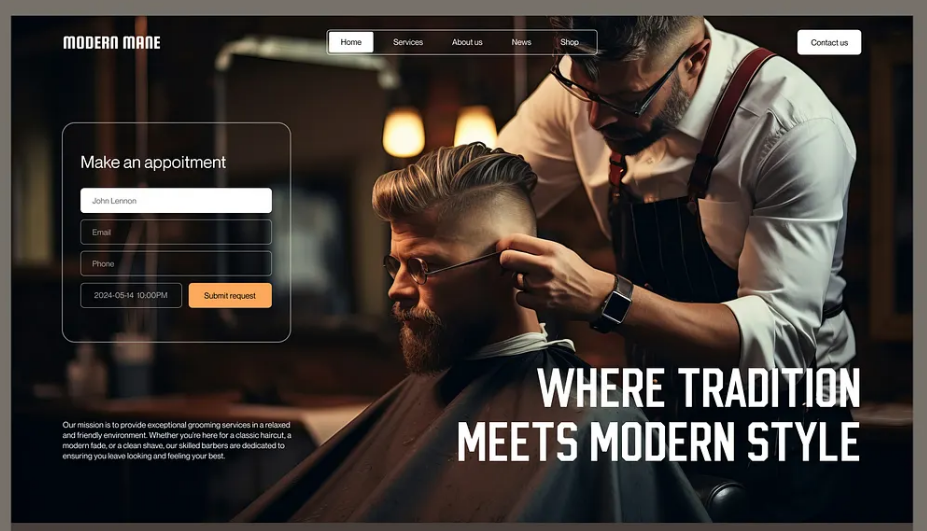 MODERN MANE
Home
Services
About us
News
Shop
Contact us
Make an appoitment
John Lennon
Email
Phone
2024-05-14 10:00PM
Submit request
Our mission is to provide exceptional grooming services in a relaxed
and friendly environment. Whether you're here for a classic haircut, a
modern fade, or a clean shave, our skilled barbers are dedicated to
ensuring you leave looking and feeling your best.
WHERE TRADITION
MEETS MODERN STYLE